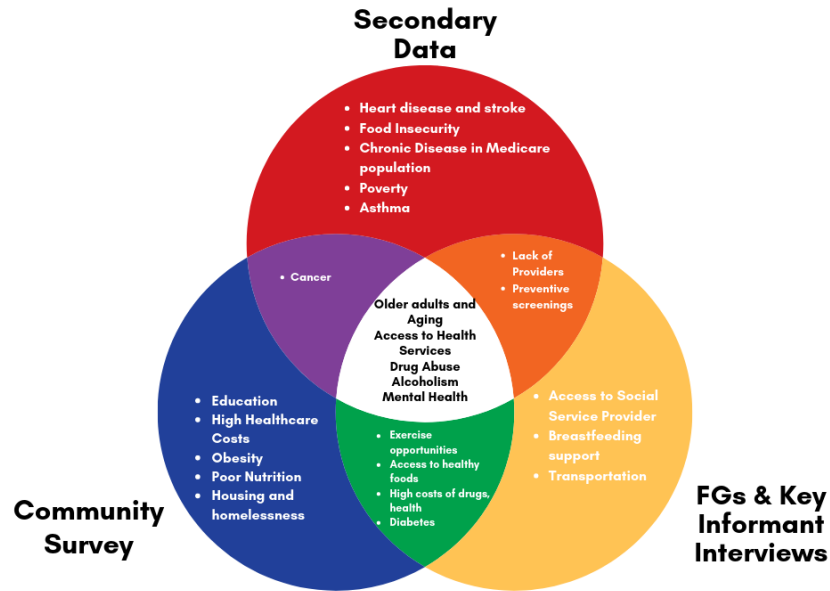 Secondary
Data
• Heart disease and stroke
• Food Insecurity
• Chronic Disease in Medicare
population
• Poverty
• Asthma
• Cancer
• Lack of
Providers
• Preventive
screenings
Older adults and
Aging
Access to Health
Services
Drug Abuse
Alcoholism
Mental Health
• Education
• High Healthcare
Costs
• Obesity
• Poor Nutrition
• Housing and
homelessness
• Exercise
opportunities
• Access to healthy
foods
• High costs of drugs,
health
• Diabetes
• Access to Social
Service Provider
• Breastfeeding
support
• Transportation
Community
Survey
FGs & Key
Informant
Interviews